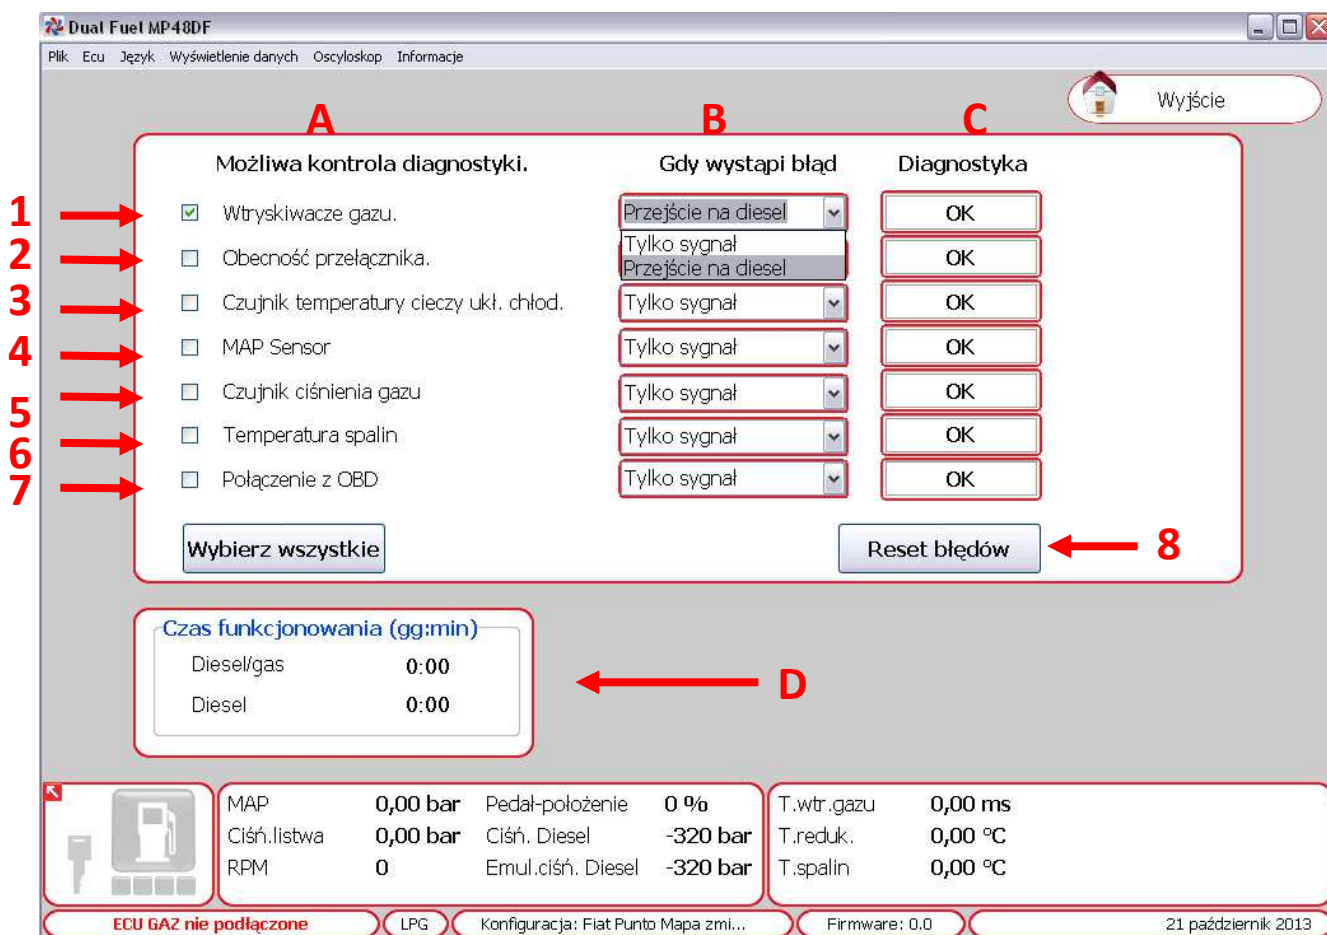 Dual Fuel MP48DF
Plik Ecu Język Wyświetlenie danych Oscyloskop Informacje
Wyjście
A B C
Możliwa kontrola diagnostyki. Gdy wystąpi błąd Diagnostyka
1 Wtryskiwacze gazu. Przejście na diesel OK
Tylko sygnał
2 Obecność przełącznika. OK
Przejście na diesel
3 Czujnik temperatury cieczy ukł. chłod. Tylko sygnał OK
4 MAP Sensor Tylko sygnał OK
5 Czujnik ciśnienia gazu Tylko sygnał OK
6 Temperatura spalin Tylko sygnał OK
7 Połączenie z OBD Tylko sygnał OK
Wybierz wszystkie Reset błędów 8
Czas funkcjonowania (gg:min)
Diesel/gas 0:00
D
Diesel 0:00
MAP 0,00 bar Pedał-położenie 0 % T.wtr.gazu 0,00 ms
Ciśń.listwa 0,00 bar Ciśń. Diesel -320 bar T.reduk. 0,00 ºC
RPM 0 Emul.ciśń. Diesel -320 bar T.spalin 0,00 ºC
ECU GAZ nie podłączone LPG Konfiguracja: Fiat Punto Mapa zmi... Firmware: 0.0 21 październik 2013